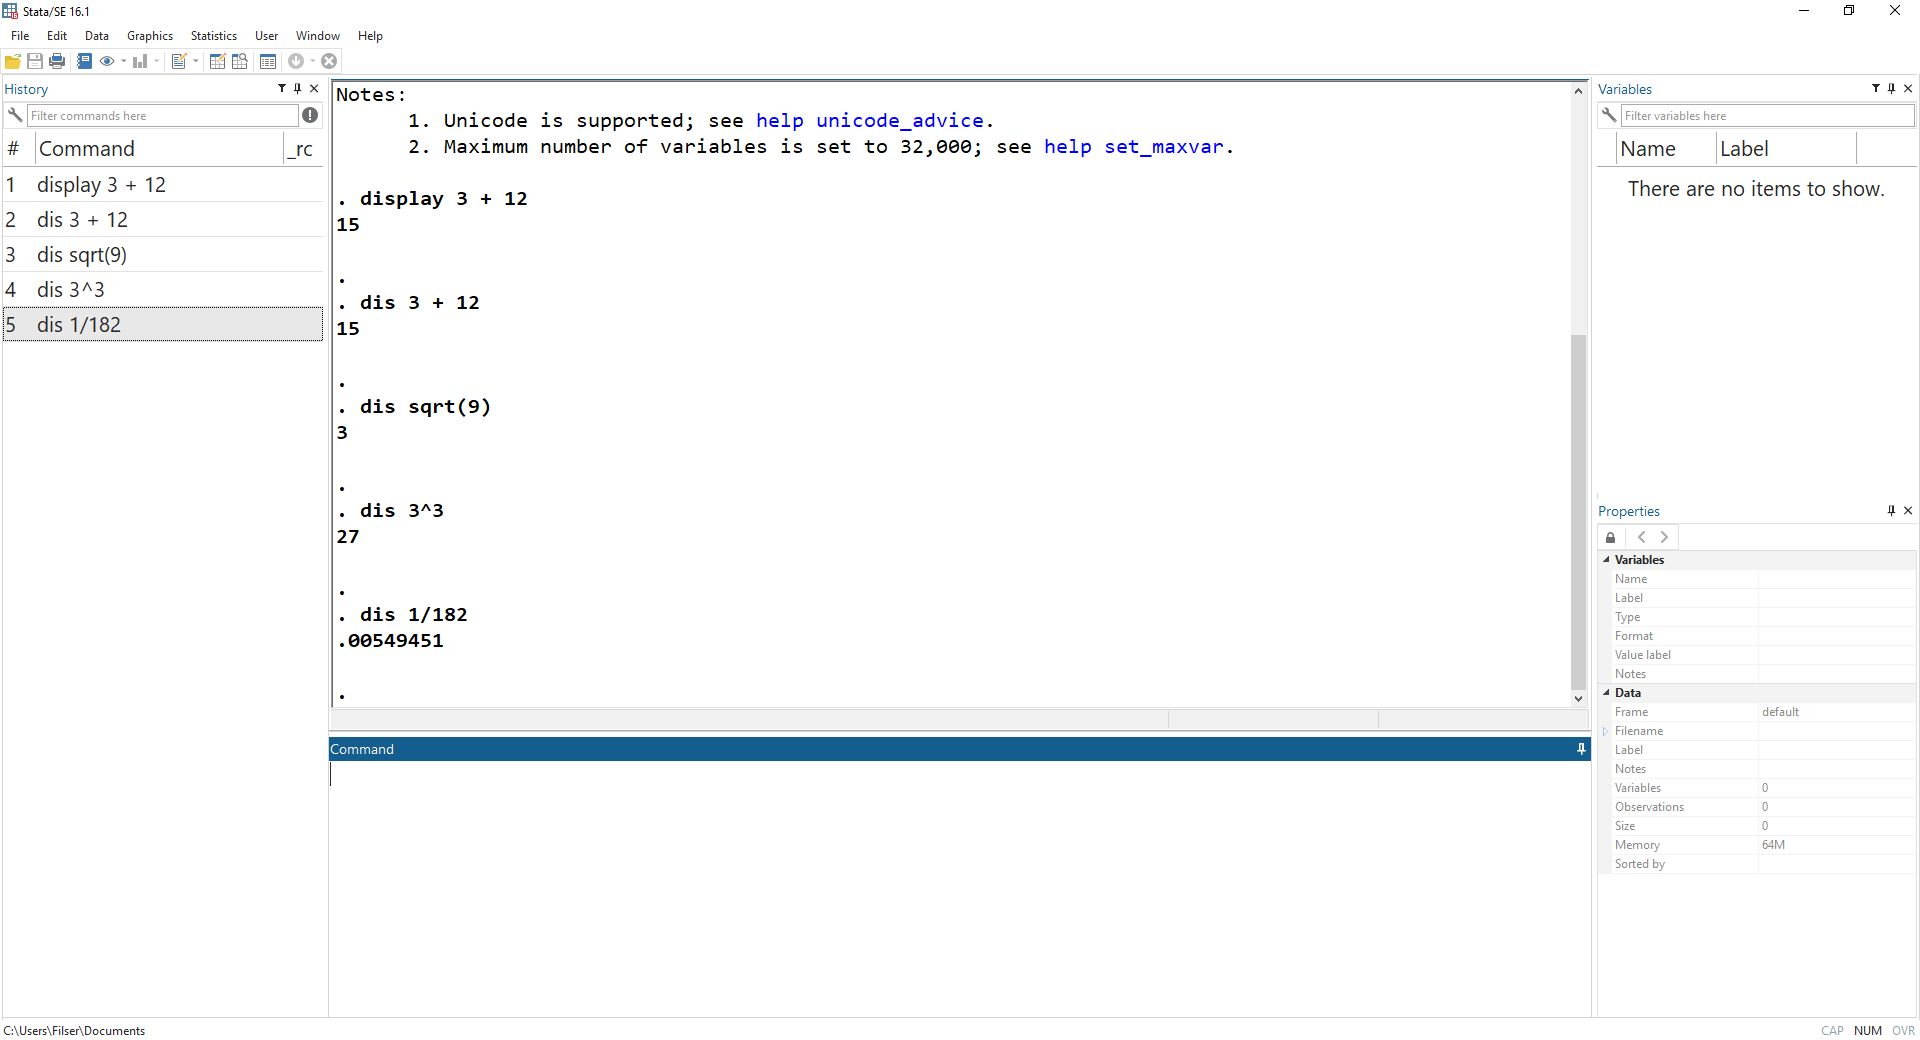 Stata/SE 16.1
File Edit Data Graphics Statistics User Window Help
History
Filter commands here
# Command _rc
1 display 3 + 12
2 dis 3 + 12
3 dis sqrt(9)
4 dis 3^3
5 dis 1/182
Notes:
1. Unicode is supported; see help unicode_advice.
2. Maximum number of variables is set to 32,000; see help set_maxvar.
. display 3 + 12
15
.
. dis 3 + 12
15
.
. dis sqrt(9)
3
.
. dis 3^3
27
.
. dis 1/182
.00549451
.
Command
Variables
Filter variables here
Name Label
There are no items to show.
Properties
Variables
Name
Label
Type
Format
Value label
Notes
Data
Frame default
Filename
Label
Notes
Variables 0
Observations 0
Size 0
Memory 64M
Sorted by
C:\Users\Filser\Documents
CAP NUM OVR